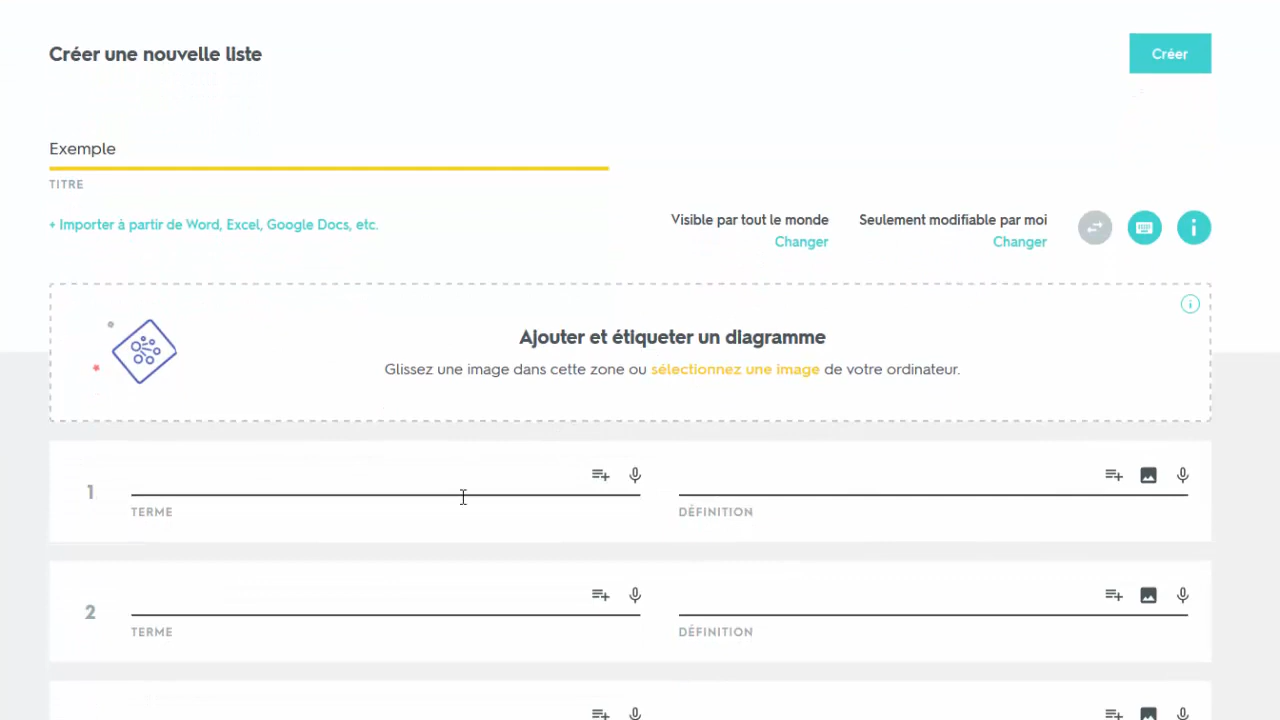 Créer une nouvelle liste
Créer
Exemple
TITRE
+ Importer à partir de Word, Excel, Google Docs, etc.
Visible par tout le monde
Changer
Seulement modifiable par moi
Changer
Ajouter et étiqueter un diagramme
Glissez une image dans cette zone ou sélectionnez une image de votre ordinateur.
1
TERME
DÉFINITION
2
TERME
DÉFINITION